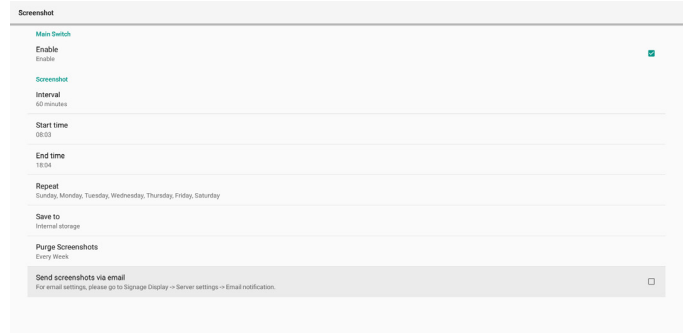 Screenshot
Main Switch
Enable
Enable
Screenshot
Interval
60 minutes
Start time
08:03
End time
18:04
Repeat
Sunday, Monday, Tuesday, Wednesday, Thursday, Friday, Saturday
Save to
Internal storage
Purge Screenshots
Every Week
Send screenshots via email
For email settings, please go to Signage Display -> Server settings -> Email notification.